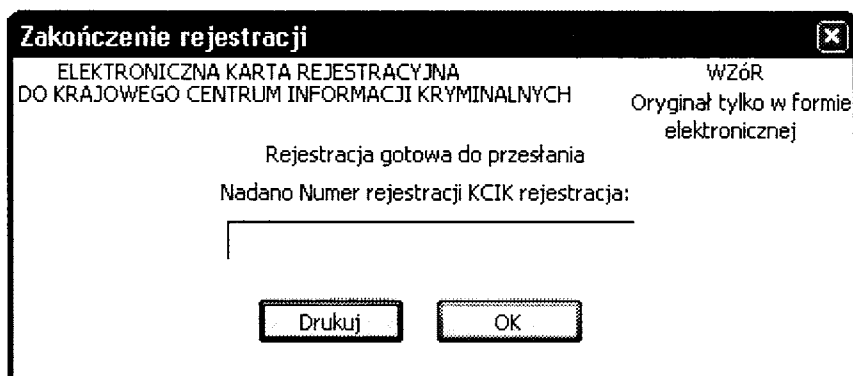 Zakończenie rejestracji
ELEKTRONICZNA KARTA REJESTRACYJNA
DO KRAJOWEGO CENTRUM INFORMACJI KRYMINALNYCH
WZóR
Oryginał tylko w formie
elektronicznej
Rejestracja gotowa do przesłania
Nadano Numer rejestracji KCIK rejestracja:
Drukuj
OK